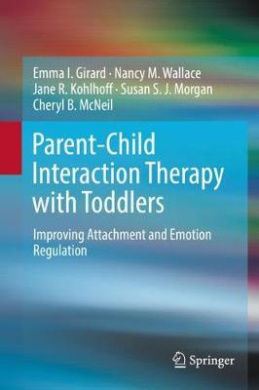 Emma I. Girard · Nancy M. Wallace
Jane R. Kohlhoff · Susan S. J. Morgan
Cheryl B. McNeil
Parent-Child
Interaction Therapy
with Toddlers
Improving Attachment and Emotion
Regulation
Springer